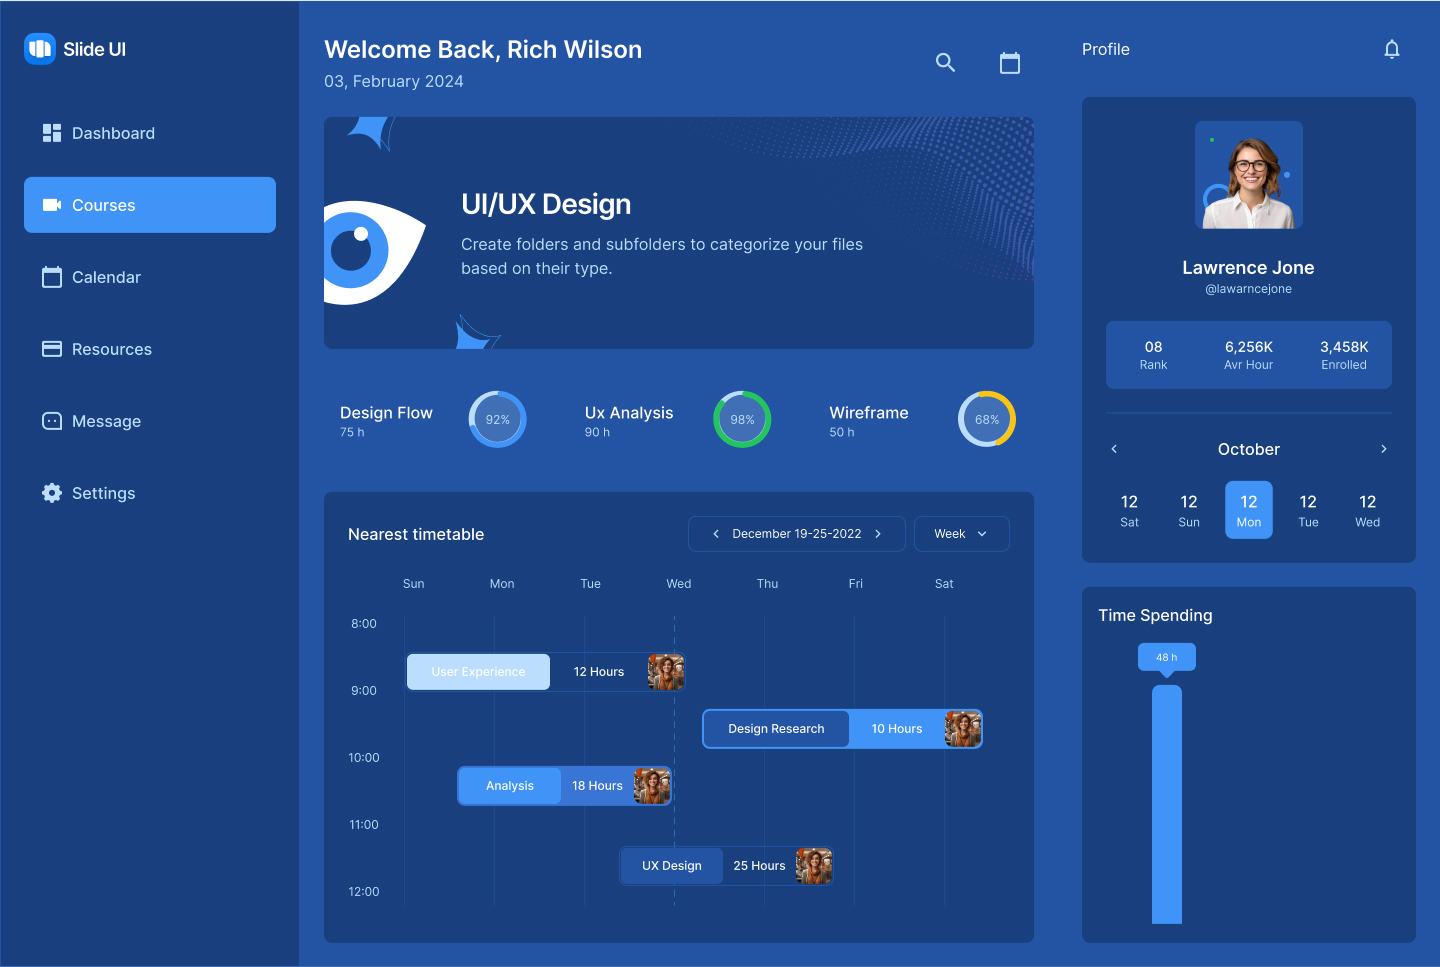 Slide UI
Dashboard
Courses
Calendar
Resources
Message
Settings
Welcome Back, Rich Wilson
03, February 2024
UI/UX Design
Create folders and subfolders to categorize your files
based on their type.
Design Flow
75 h
92%
Ux Analysis
90 h
98%
Wireframe
50 h
68%
Nearest timetable
December 19-25-2022
Week
Sun Mon Tue Wed Thu Fri Sat
8:00
User Experience 12 Hours
9:00
Design Research 10 Hours
10:00
Analysis 18 Hours
11:00
UX Design 25 Hours
12:00
Profile
Lawrence Jone
@lawarncejone
08 6,256K 3,458K
Rank Avr Hour Enrolled
October
12 12 12 12 12
Sat Sun Mon Tue Wed
Time Spending
48 h